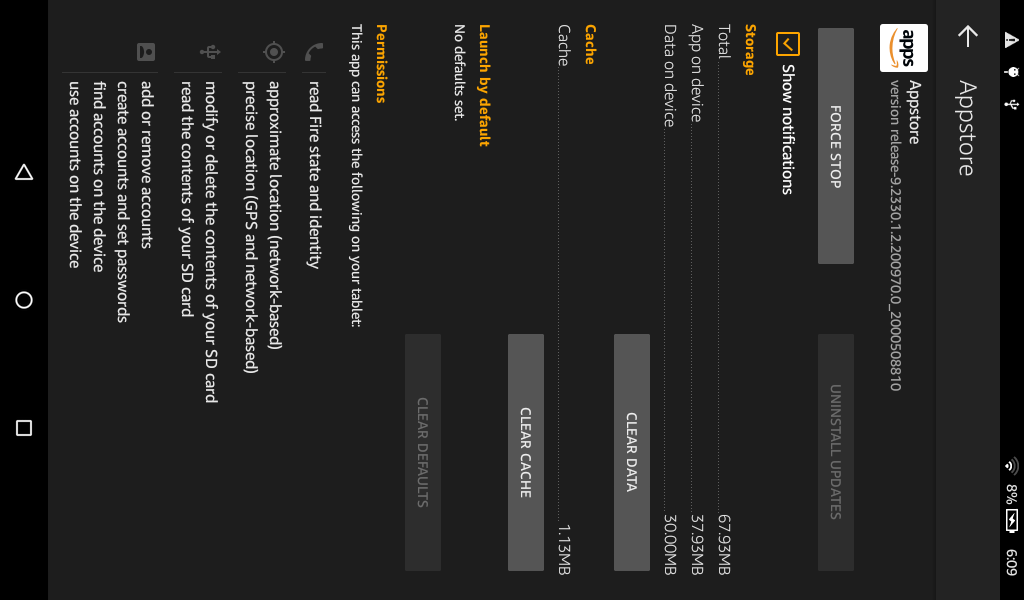 8%
6:09
Appstore
apps
Appstore
version release-9.2330.1.2.200970.0_2000508810
FORCE STOP
UNINSTALL UPDATES
Show notifications
Storage
Total 67.93MB
App on device 37.93MB
Data on device 30.00MB
CLEAR DATA
Cache
Cache 1.13MB
CLEAR CACHE
Launch by default
No defaults set.
CLEAR DEFAULTS
Permissions
This app can access the following on your tablet:
read Fire state and identity
approximate location (network-based)
precise location (GPS and network-based)
modify or delete the contents of your SD card
read the contents of your SD card
add or remove accounts
create accounts and set passwords
find accounts on the device
use accounts on the device